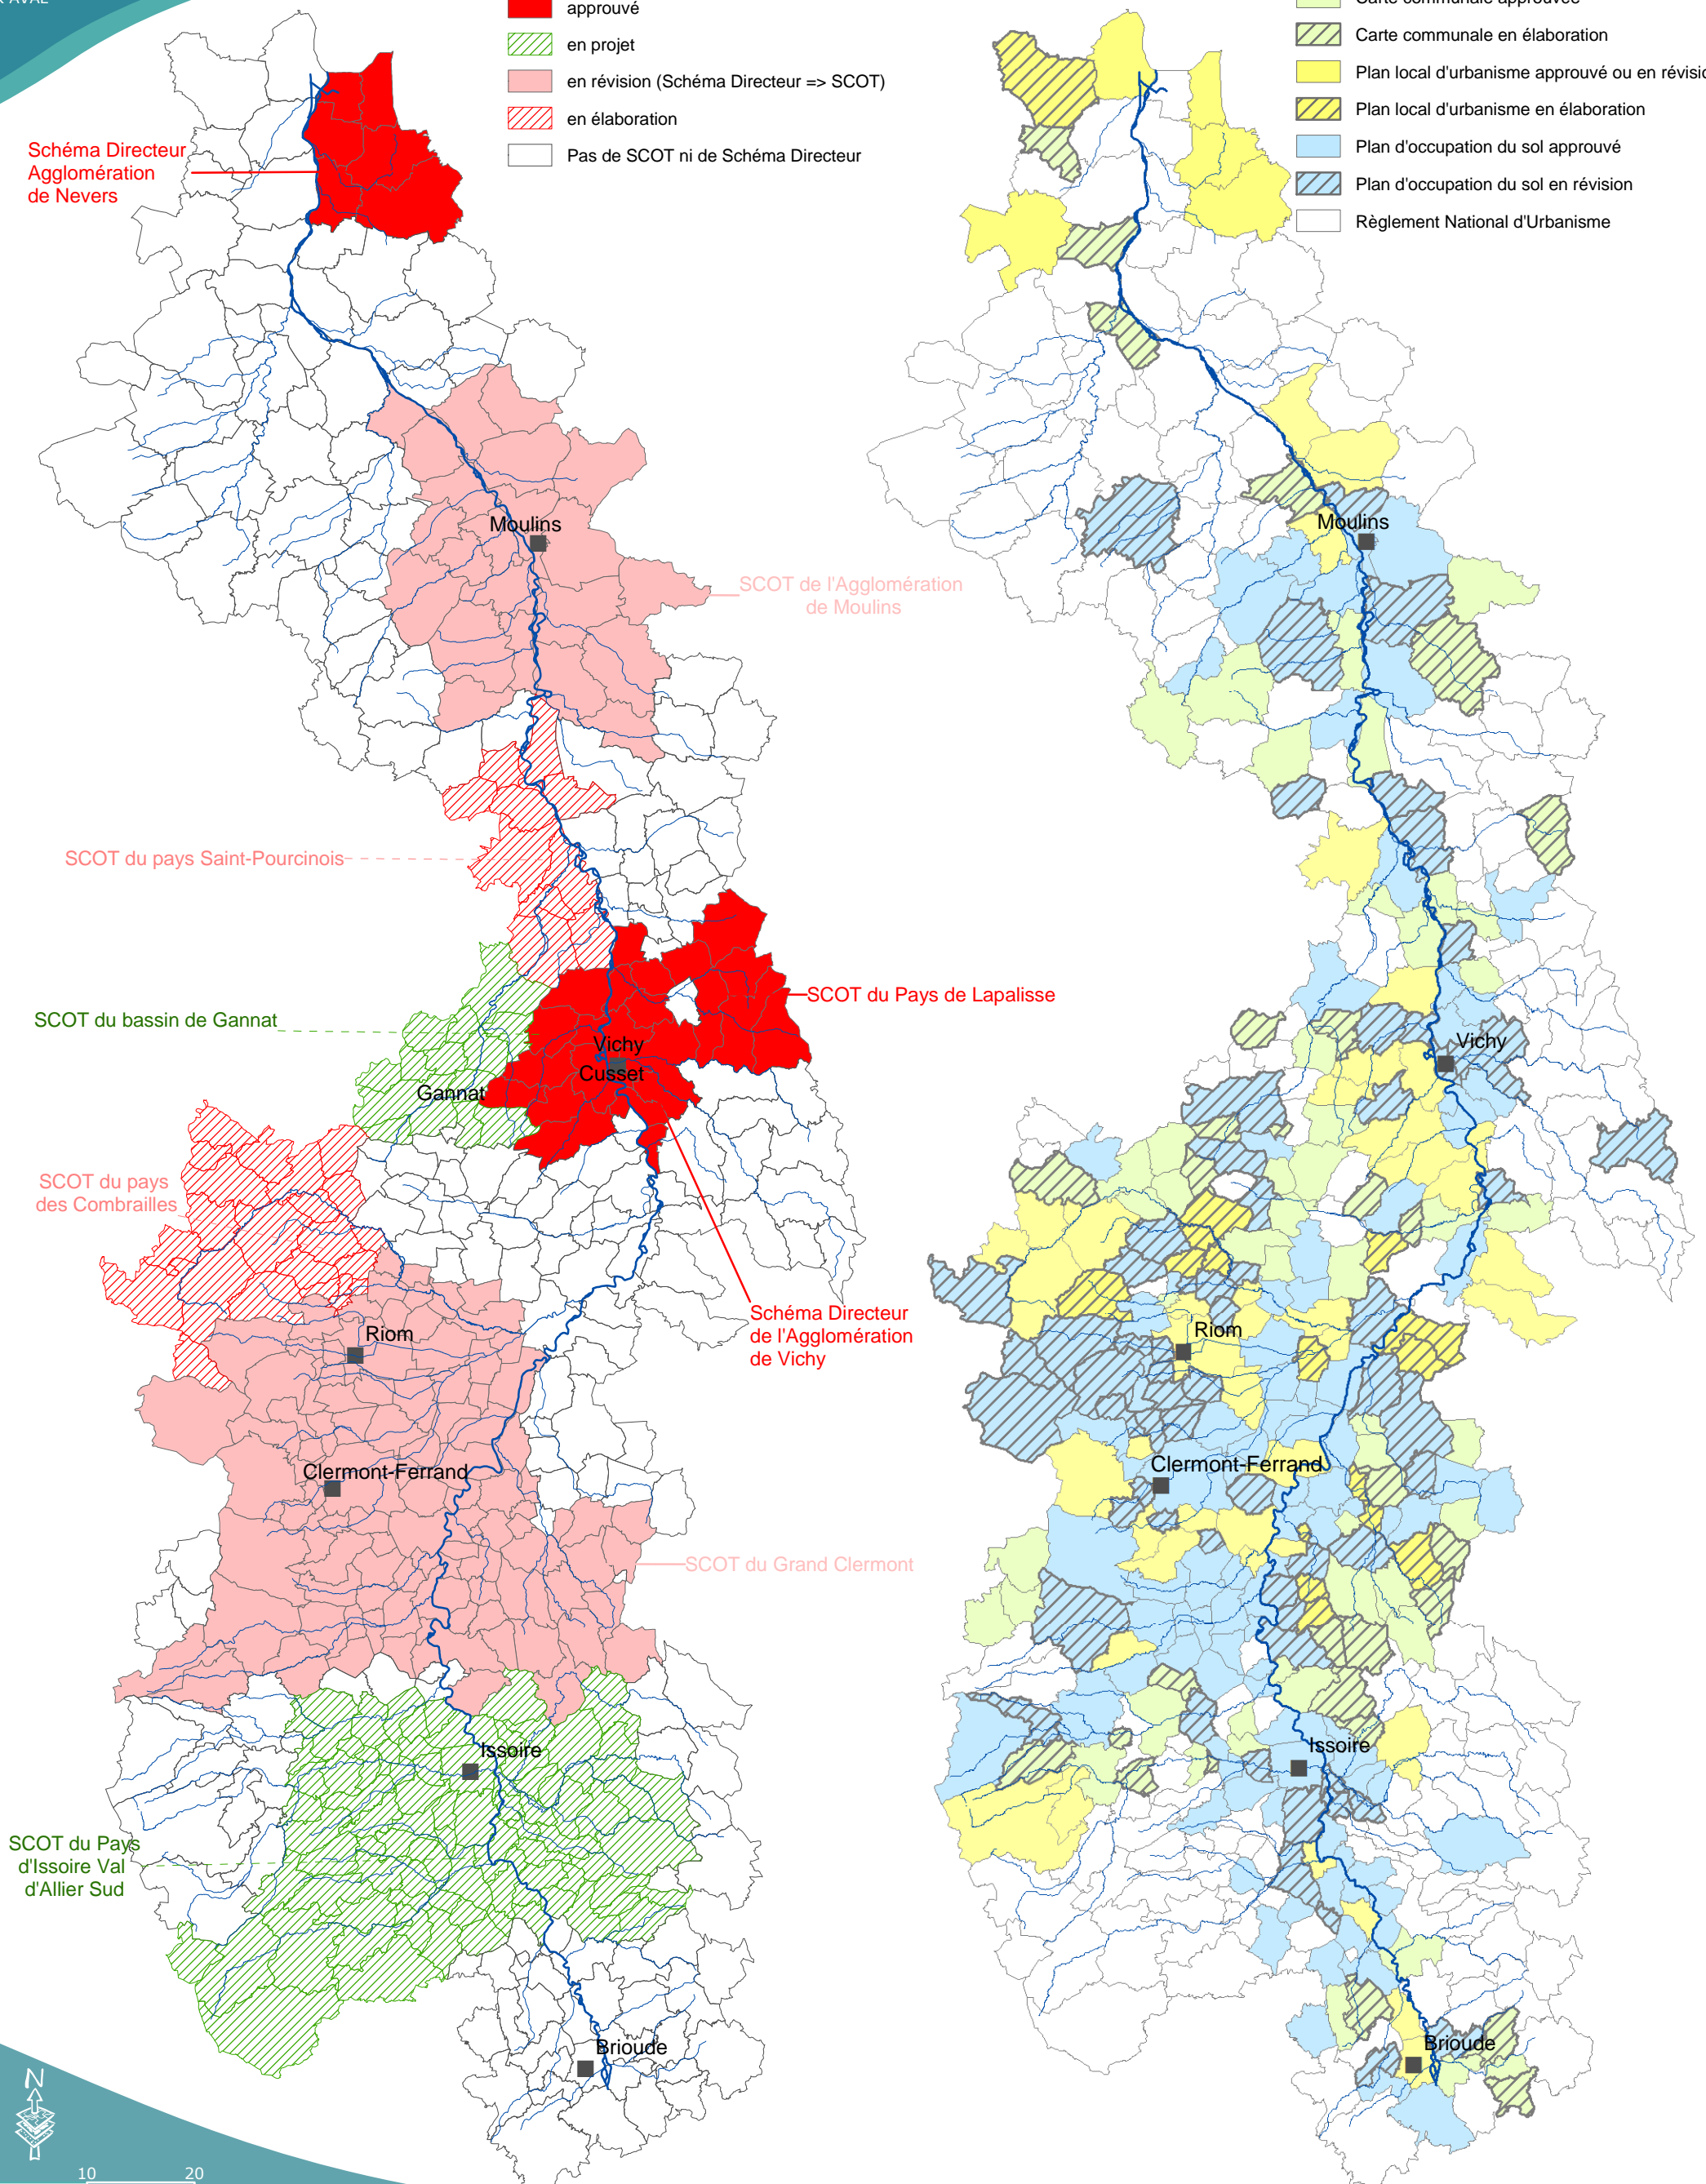 AVAL
approuvé
en projet
en révision (Schéma Directeur => SCOT)
en élaboration
Pas de SCOT ni de Schéma Directeur
Schéma Directeur
Agglomération
de Nevers
Moulins
SCOT de l'Agglomération
de Moulins
SCOT du pays Saint-Pourcinois
SCOT du Pays de Lapalisse
SCOT du bassin de Gannat
Vichy
Cusset
Gannat
SCOT du pays
des Combrailles
Schéma Directeur
de l'Agglomération
de Vichy
Riom
Clermont-Ferrand
SCOT du Grand Clermont
Issoire
SCOT du Pays
d'Issoire Val
d'Allier Sud
Brioude
N
10 20
Carte communale approuvée
Carte communale en élaboration
Plan local d'urbanisme approuvé ou en
Plan local d'urbanisme en élaboration
Plan d'occupation du sol approuvé
Plan d'occupation du sol en révision
Règlement National d'Urbanisme
Moulins
Vichy
Riom
Clermont-Ferrand
Issoire
Brioude